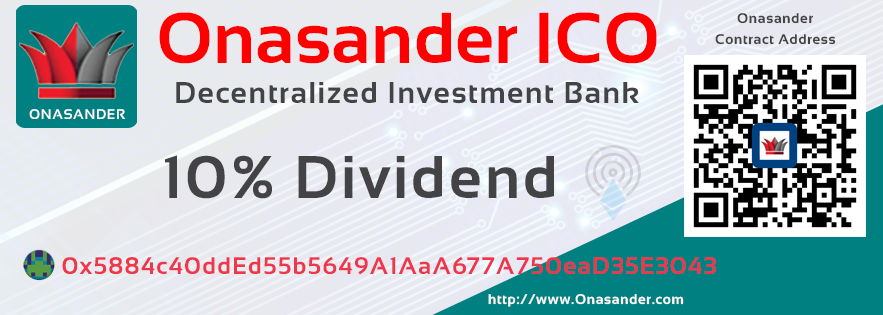 Onasander ICO
Decentralized Investment Bank
ONASANDER
10% Dividend
Onasander
Contract Address
0x5884c40ddEd55b5649A1AaA677A750eaD35E3043
http://www.Onasander.com